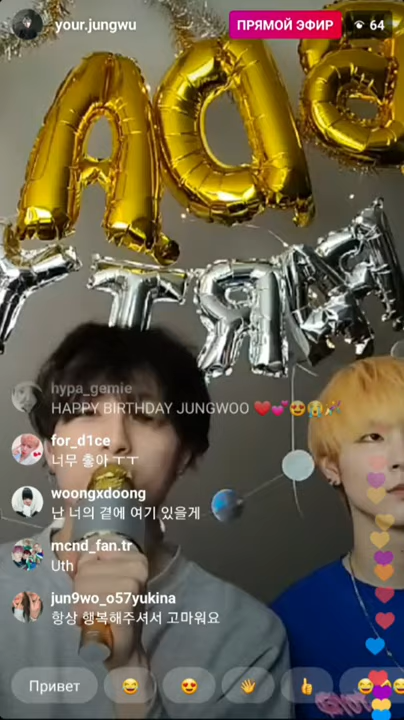 your.jungwu
ПРЯМОЙ ЭФИР
64
hypa_gemie
HAPPY BIRTHDAY JUNGWOO ❤️💕🥺😭🎉
for_d1ce
너무 좋아 ㅜㅜ
woongxdoong
난 너의 곁에 여기 있을게
mcnd_fan.tr
Uth
jun9wo_o57yukina
항상 행복해주셔서 고마워요
Привет